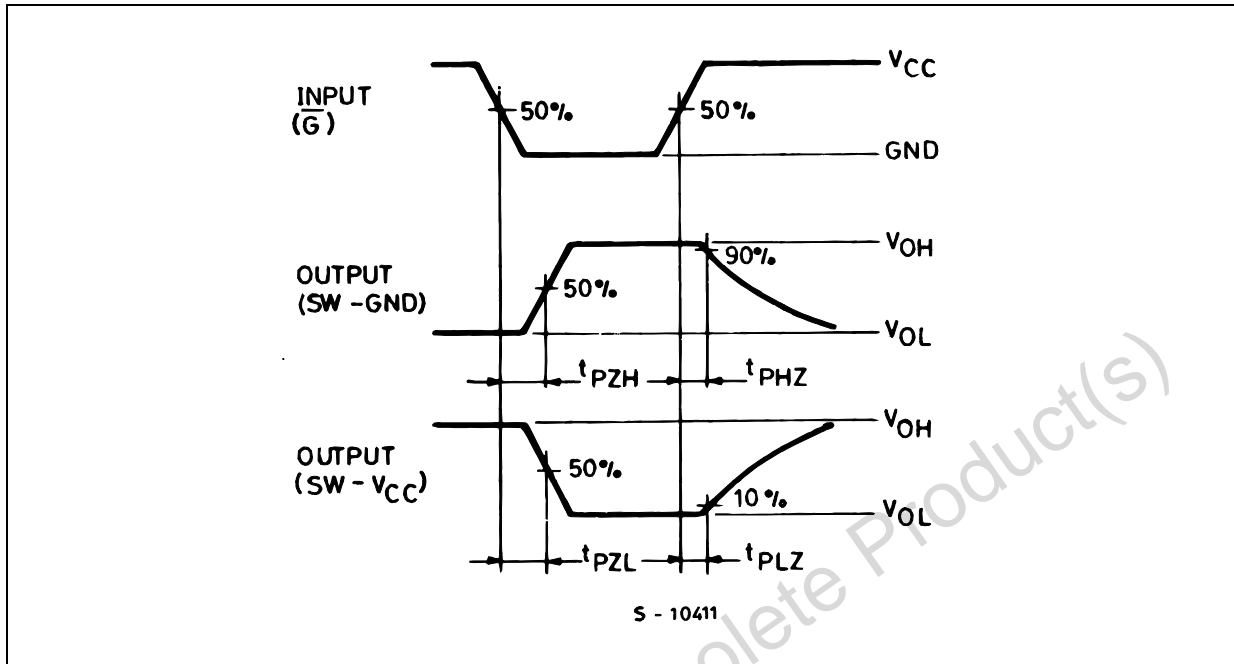 INPUT
(G̅)
50%
50%
VCC
GND
OUTPUT
(SW-GND)
50%
90%
VOH
VOL
tPZH
tPHZ
OUTPUT
(SW-VCC)
50%
10%
VOH
VOL
tPZL
tPLZ
S - 10411
Product(s)